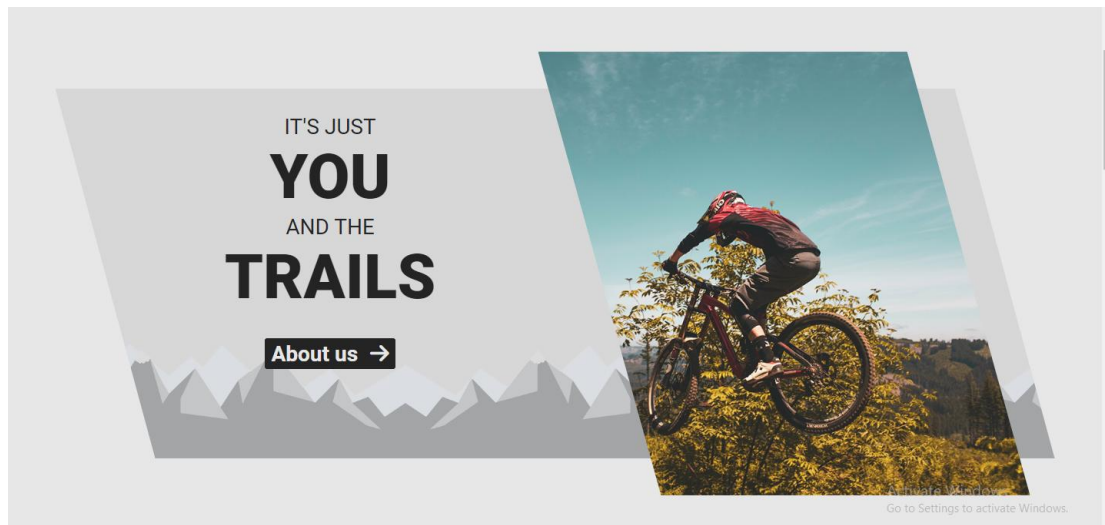 IT'S JUST
YOU
AND THE
TRAILS
About us →
Activate Windows
Go to Settings to activate Windows.